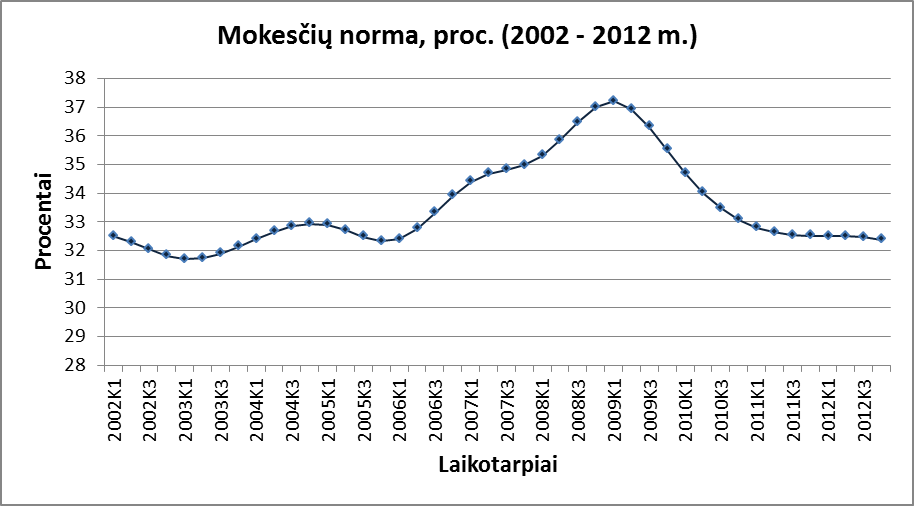 Mokesčių norma, proc. (2002 - 2012 m.)
Procentai
38
37
36
35
34
33
32
31
30
29
28
2002K1
2002K3
2003K1
2003K3
2004K1
2004K3
2005K1
2005K3
2006K1
2006K3
2007K1
2007K3
2008K1
2008K3
2009K1
2009K3
2010K1
2010K3
2011K1
2011K3
2012K1
2012K3
Laikotarpiai